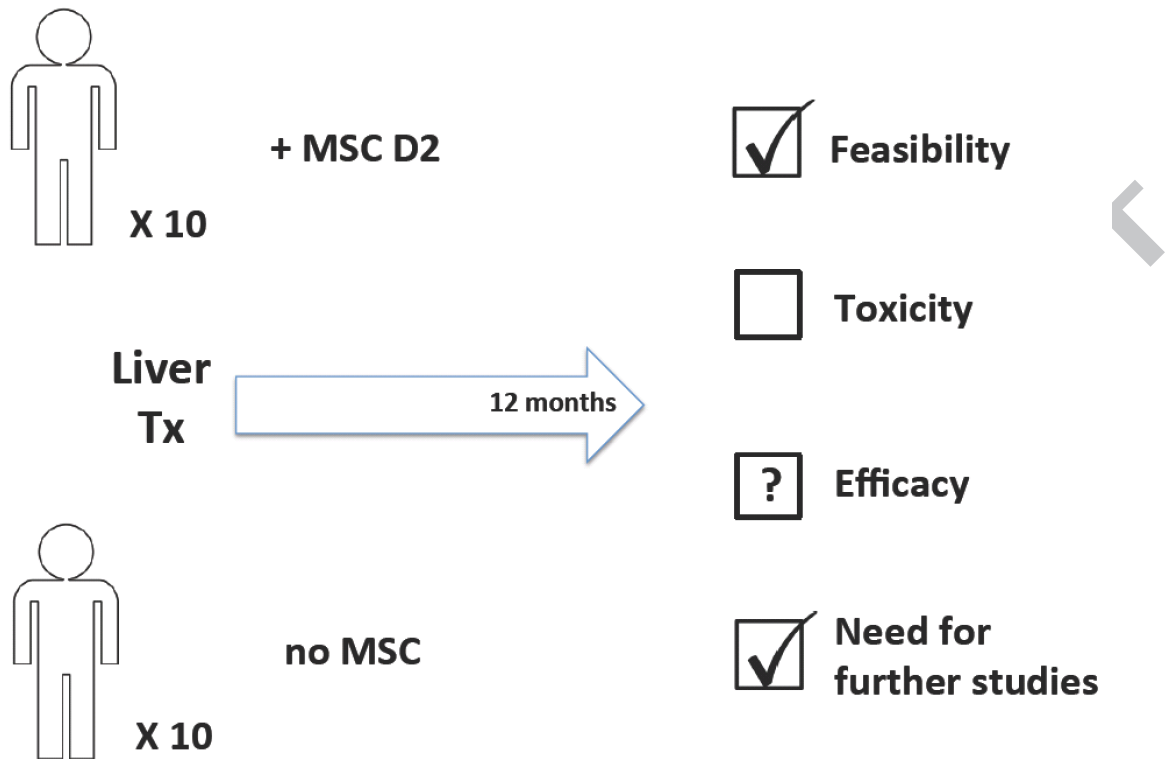 + MSC D2
X 10
Liver
Tx
12 months
no MSC
X 10
Feasibility
Toxicity
?
Efficacy
Need for
further studies